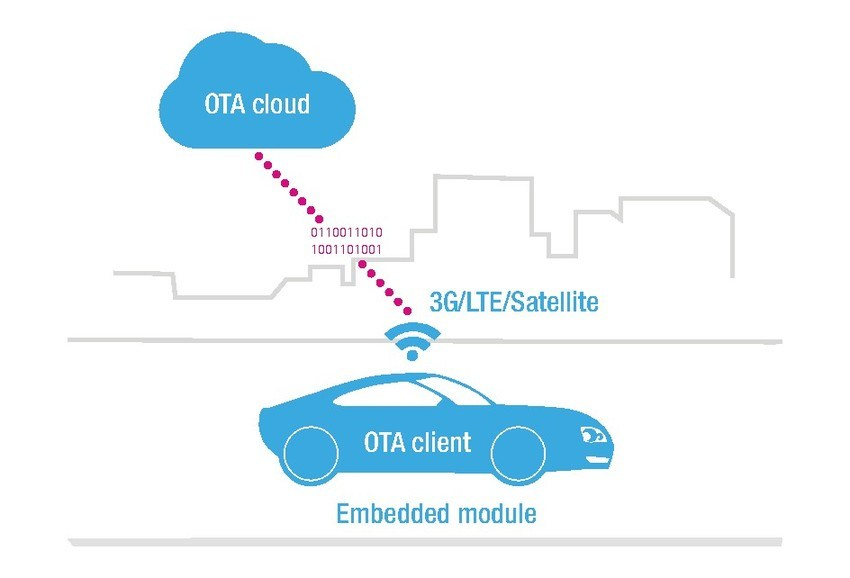 OTA cloud
0110011010
1001101001
3G/LTE/Satellite
OTA client
Embedded module